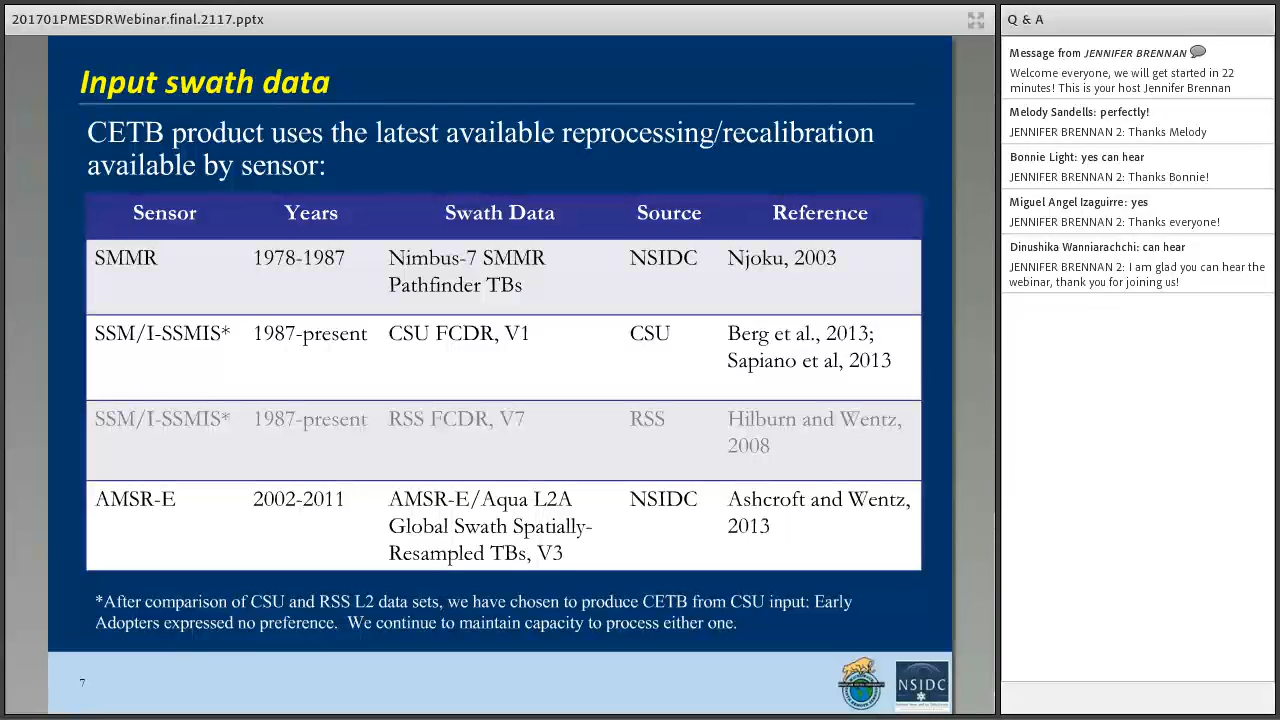 201701PMESDRWebinar.final.2117.pptx
Input swath data
CETB product uses the latest available reprocessing/recalibration
available by sensor:
Sensor Years Swath Data Source Reference
SMMR 1978-1987 Nimbus-7 SMMR NSIDC Njoku, 2003
Pathfinder TBs
SSM/I-SSMIS* 1987-present CSU FCDR, V1 CSU Berg et al., 2013;
Sapiano et al, 2013
SSM/I-SSMIS* 1987-present RSS FCDR, V7 RSS Hilburn and Wentz,
2008
AMSR-E 2002-2011 AMSR-E/Aqua L2A NSIDC Ashcroft and Wentz,
Global Swath Spatially- 2013
Resampled TBs, V3
*After comparison of CSU and RSS L2 data sets, we have chosen to produce CETB from CSU input: Early
Adopters expressed no preference. We continue to maintain capacity to process either one.
7
NSIDC
Q & A
Message from JENNIFER BRENNAN
Welcome everyone, we will get started in 22
minutes! This is your host Jennifer Brennan
Melody Sandells: perfectly!
JENNIFER BRENNAN 2: Thanks Melody
Bonnie Light: yes can hear
JENNIFER BRENNAN 2: Thanks Bonnie!
Miguel Angel Izaguirre: yes
JENNIFER BRENNAN 2: Thanks everyone!
Dinushika Wanniarachchi: can hear
JENNIFER BRENNAN 2: I am glad you can hear the
webinar, thank you for joining us!